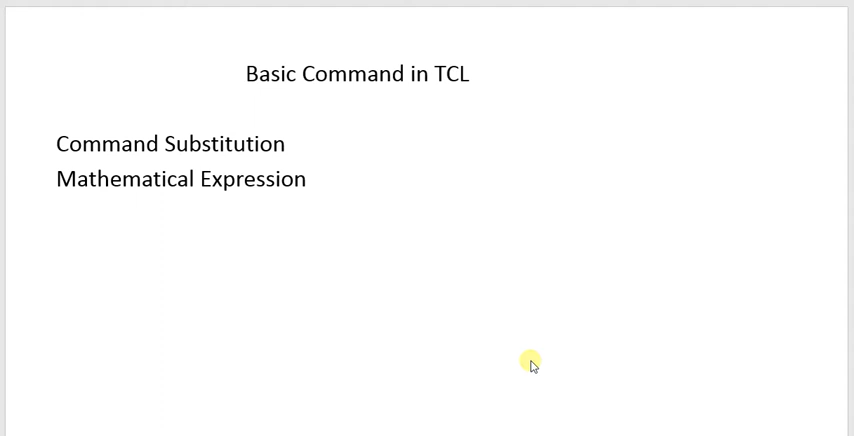 Basic Command in TCL
Command Substitution
Mathematical Expression